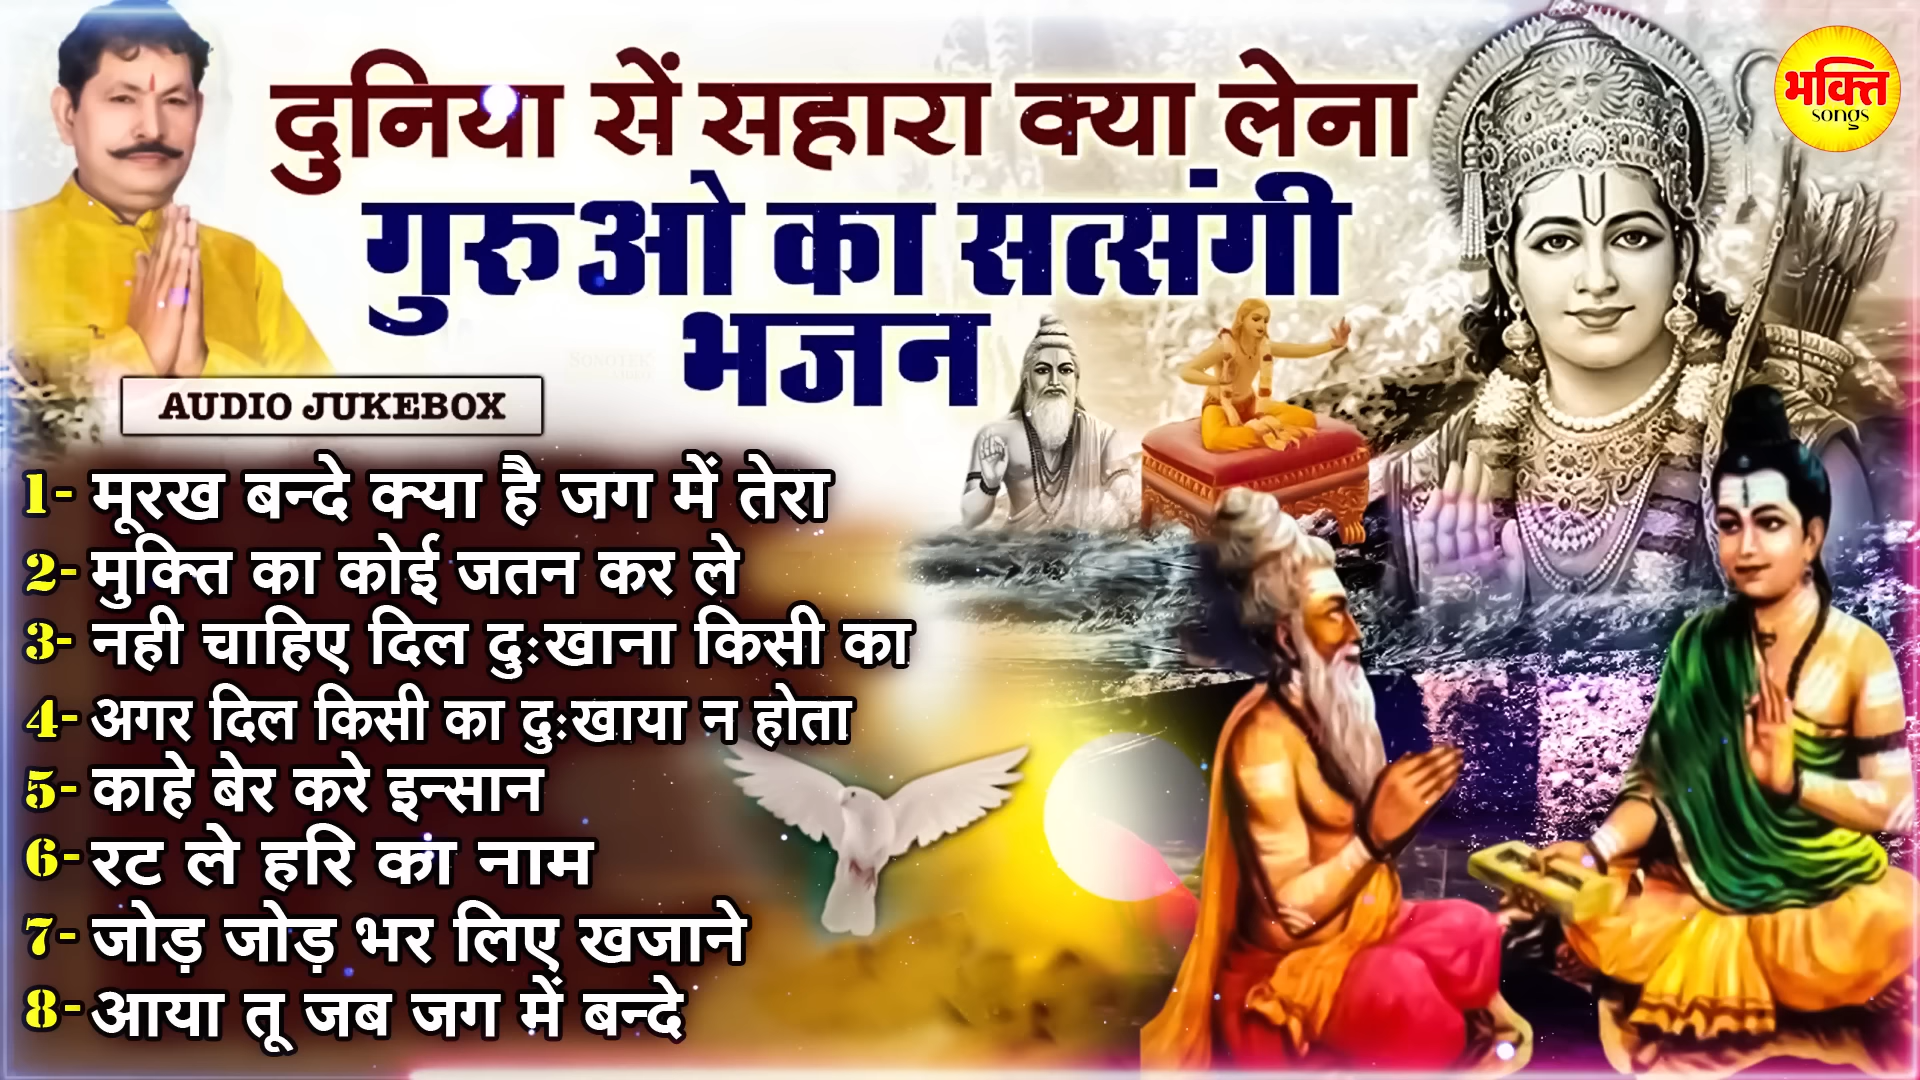 दुनिया सें सहारा क्या लेना
गुरुओ का सत्संगी
भजन
भक्ति
songs
SONOTEK
AUDIO JUKEBOX
1- मूरख बन्दे क्या है जग में तेरा
2- मुक्ति का कोई जतन कर ले
3- नही चाहिए दिल दुःखाना किसी का
4- अगर दिल किसी का दुःखाया न होता
5- काहे बेर करे इन्सान
6- रट ले हरि का नाम
7- जोड़ जोड़ भर लिए खजाने
8- आया तू जब जग में बन्दे